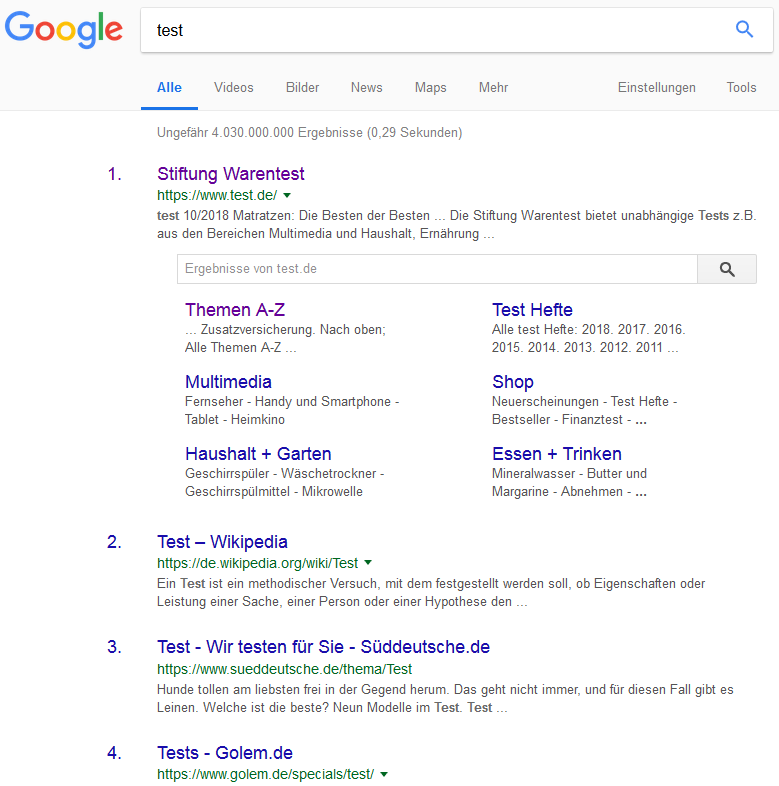 Google
test
Alle Videos Bilder News Maps Mehr Einstellungen Tools
Ungefähr 4.030.000.000 Ergebnisse (0,29 Sekunden)
1. Stiftung Warentest
https://www.test.de/
test 10/2018 Matratzen: Die Besten der Besten ... Die Stiftung Warentest bietet unabhängige Tests z.B.
aus den Bereichen Multimedia und Haushalt, Ernährung ...
Ergebnisse von test.de
Themen A-Z
... Zusatzversicherung. Nach oben;
Alle Themen A-Z ...
Test Hefte
Alle test Hefte: 2018. 2017. 2016.
2015. 2014. 2013. 2012. 2011 ...
Multimedia
Fernseher - Handy und Smartphone -
Tablet - Heimkino
Shop
Neuerscheinungen - Test Hefte -
Bestseller - Finanztest - ...
Haushalt + Garten
Geschirrspüler - Wäschetrockner -
Geschirrspülmittel - Mikrowelle
Essen + Trinken
Mineralwasser - Butter und
Margarine - Abnehmen - ...
2. Test – Wikipedia
https://de.wikipedia.org/wiki/Test
Ein Test ist ein methodischer Versuch, mit dem festgestellt werden soll, ob Eigenschaften oder
Leistung einer Sache, einer Person oder einer Hypothese den ...
3. Test - Wir testen für Sie - Süddeutsche.de
https://www.sueddeutsche.de/thema/Test
Hunde tollen am liebsten frei in der Gegend herum. Das geht nicht immer, und für diesen Fall gibt es
Leinen. Welche ist die beste? Neun Modelle im Test. Test ...
4. Tests - Golem.de
https://www.golem.de/specials/test/